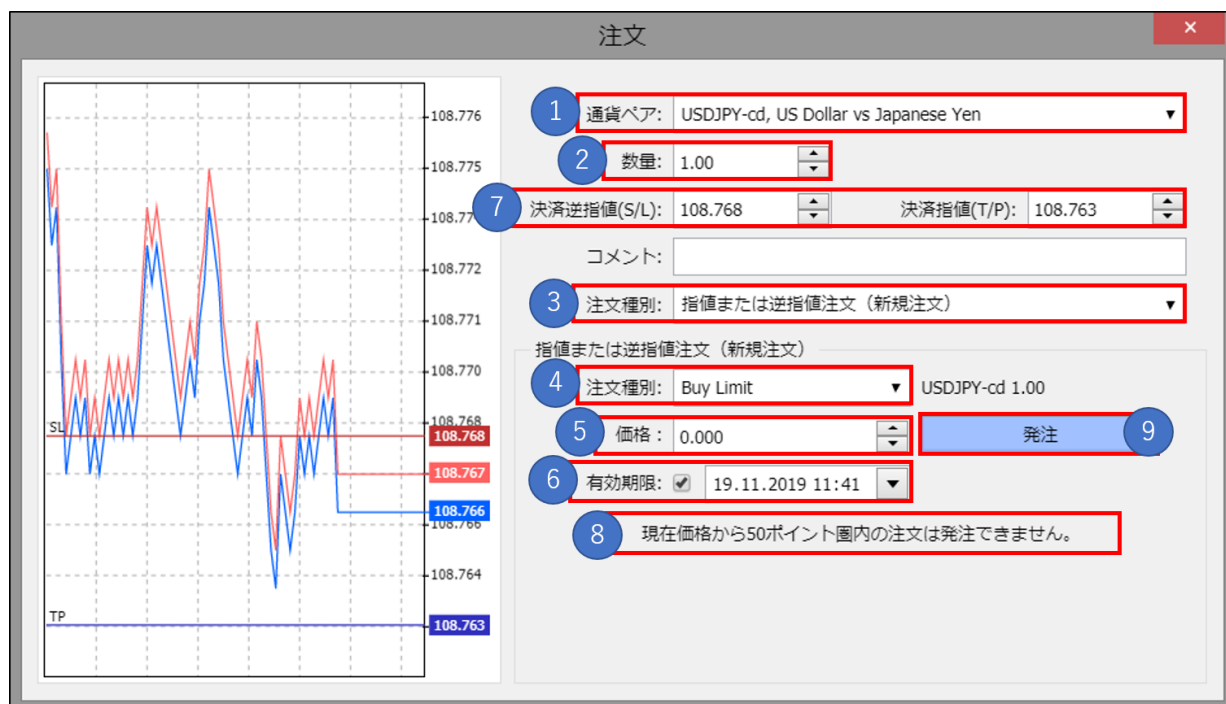 注文
×
108.776
108.775
108.77
108.772
108.771
108.770
108.768
SL
108.768
108.767
108.766
108.766
108.764
TP
108.763
1 通貨ペア: USDJPY-cd, US Dollar vs Japanese Yen
2 数量: 1.00
7 決済逆指値(S/L): 108.768 決済指値(T/P): 108.763
コメント:
3 注文種別: 指値または逆指値注文（新規注文）
指値または逆指値注文（新規注文）
4 注文種別: Buy Limit USDJPY-cd 1.00
5 価格: 0.000 発注 9
6 有効期限: 19.11.2019 11:41
8 現在価格から50ポイント圏内の注文は発注できません。